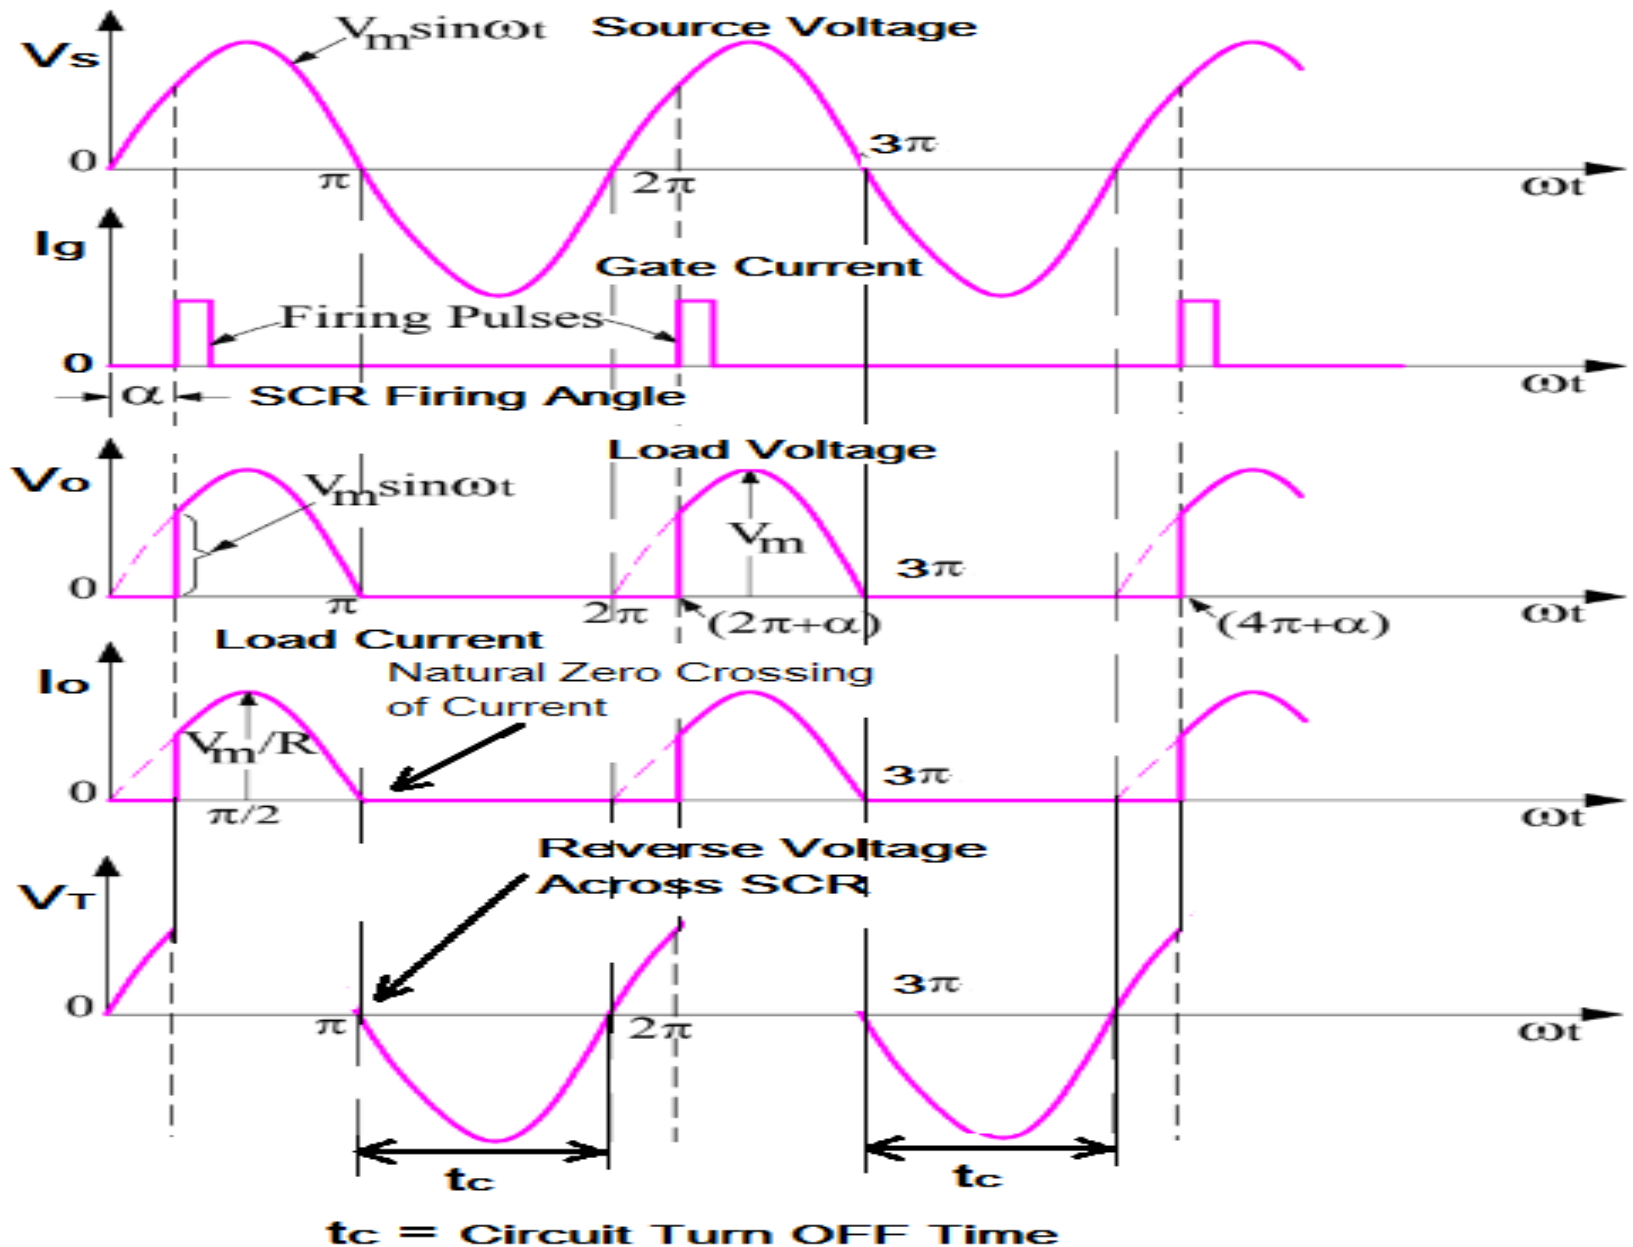 Vmsinωt Source Voltage
Vs
0
π
2π
3π
ωt
Ig
Gate Current
Firing Pulses
0
ωt
α SCR Firing Angle
Load Voltage
Vo
Vmsinωt
Vm
0
π
2π
(2π+α)
3π
(4π+α)
ωt
Load Current
Natural Zero Crossing
of Current
Io
Vm/R
0
π/2
3π
ωt
Reverse Voltage
Across SCR
VT
0
π
2π
3π
ωt
tc
tc
tc = Circuit Turn OFF Time